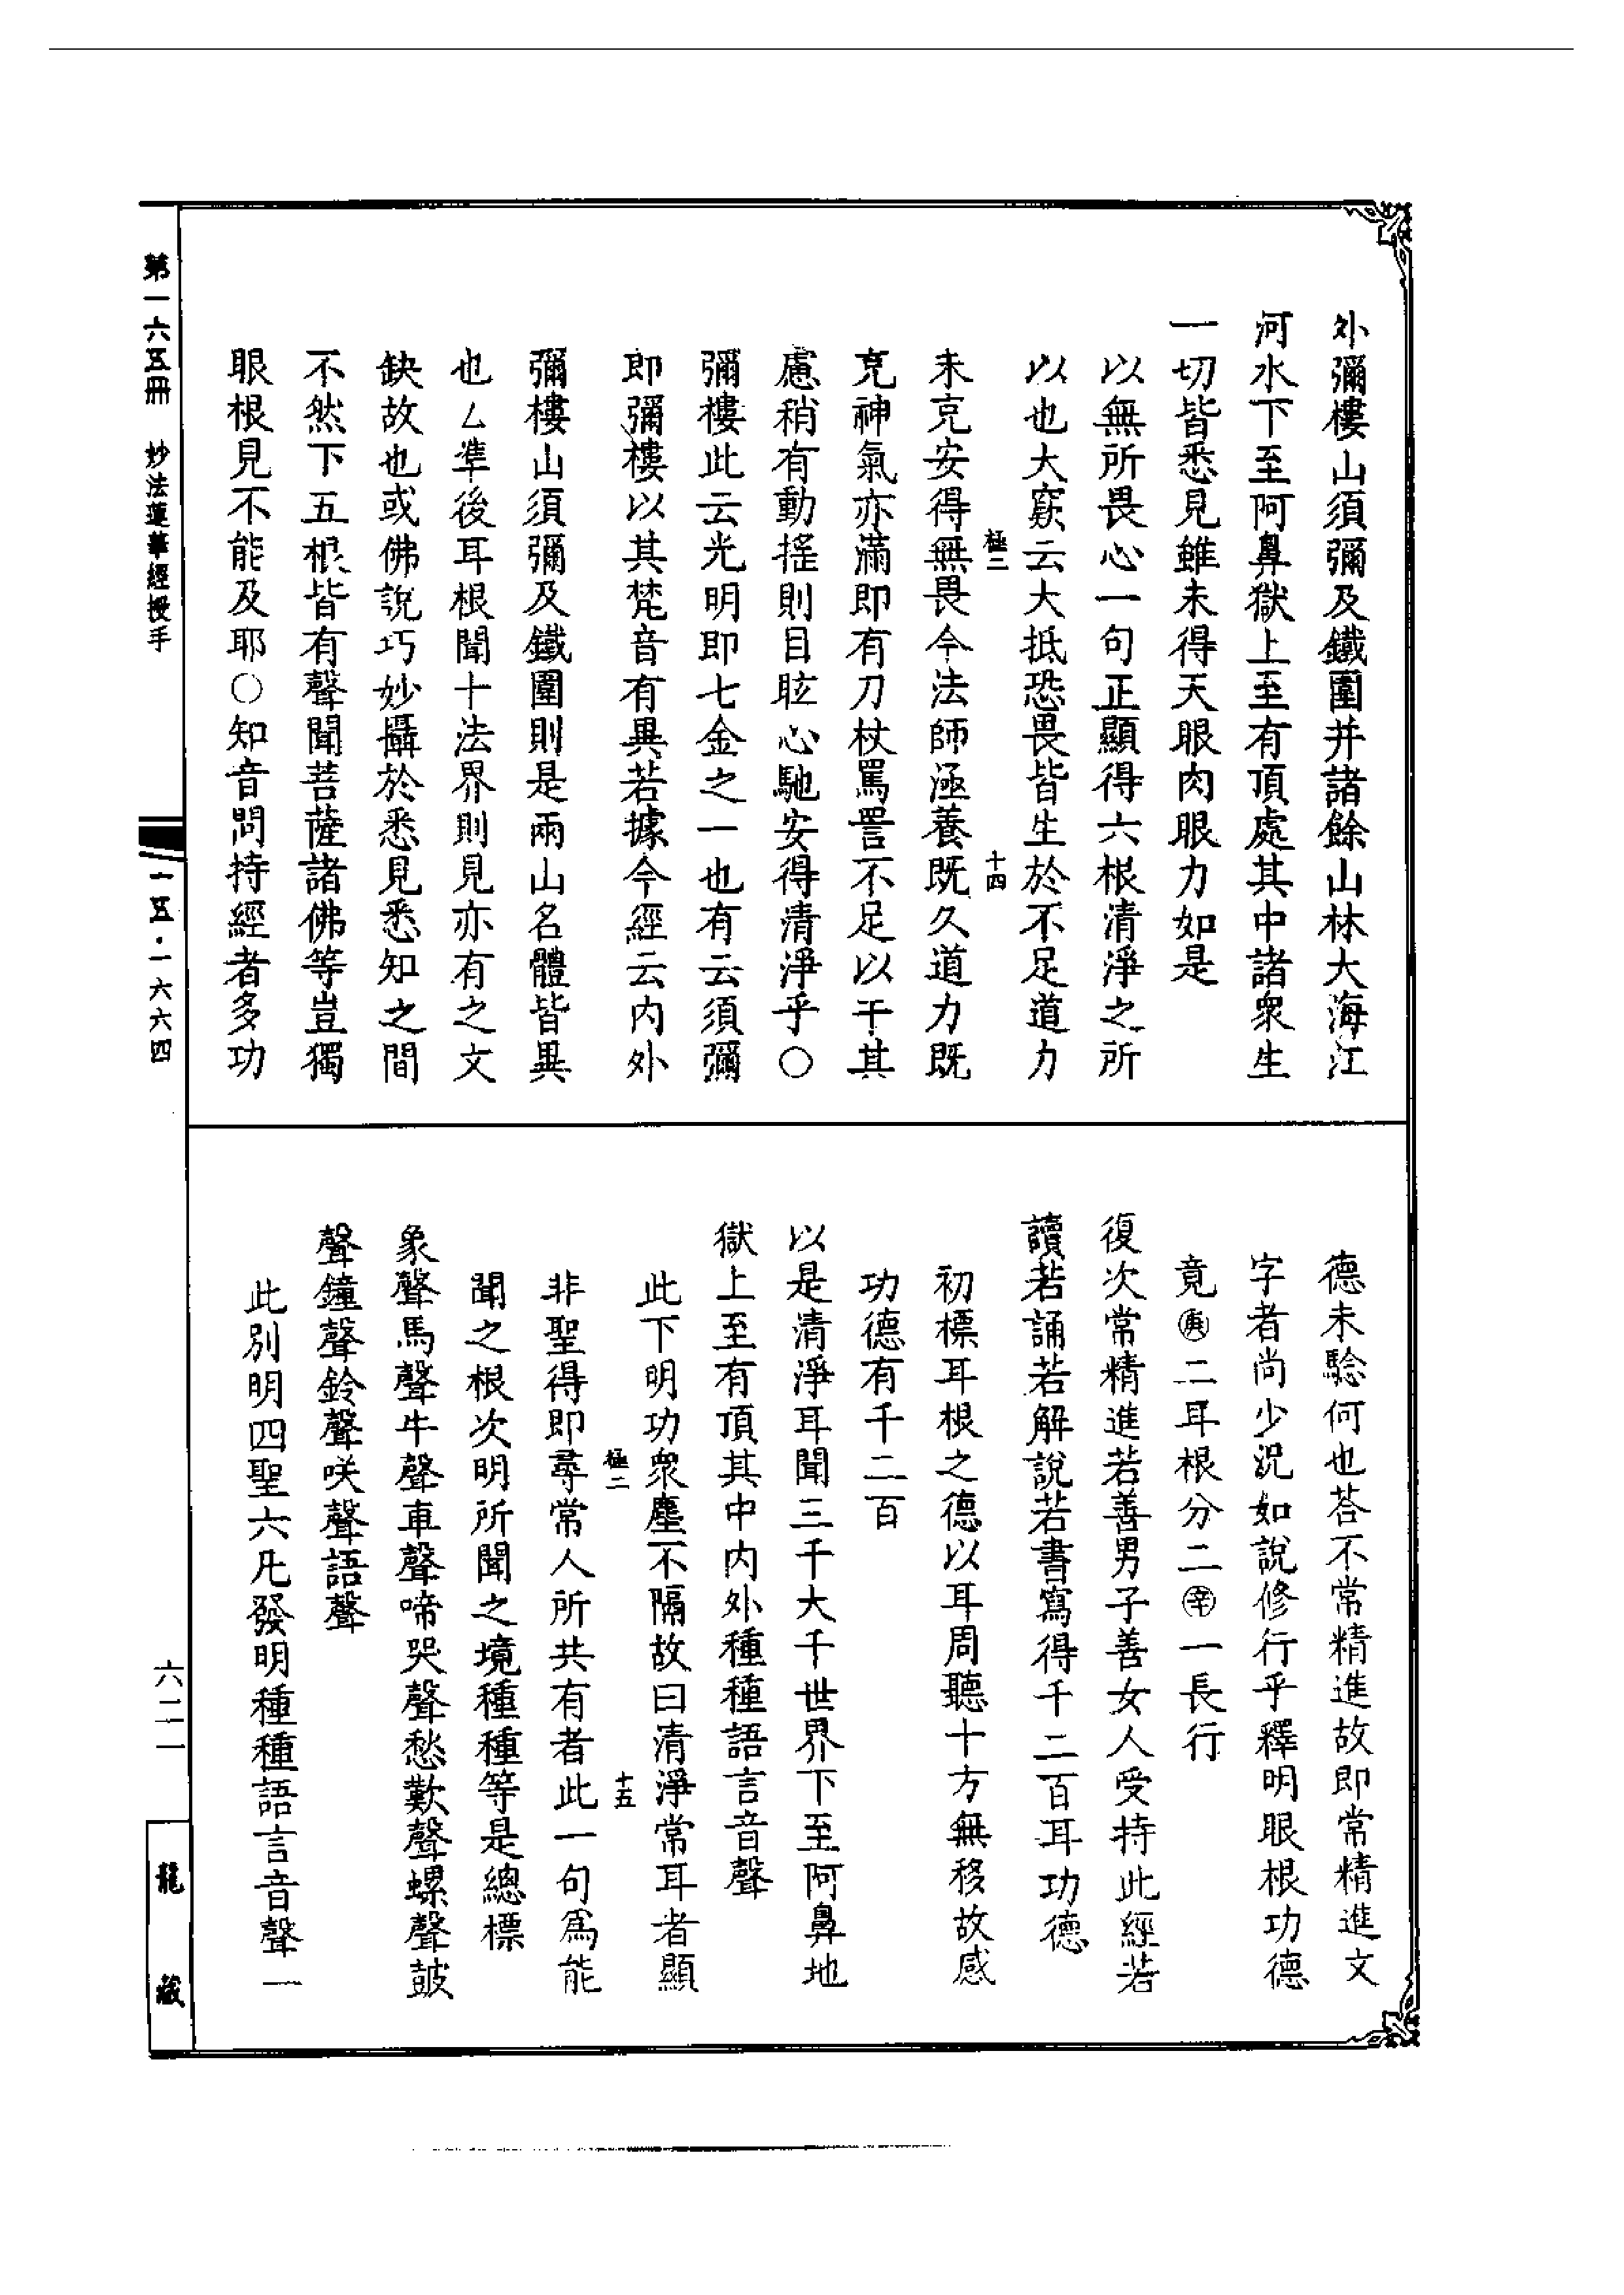 外彌樓山須彌及鐵圍并諸餘山林大海江
河水下至阿鼻獄上至有頂處其中諸衆生
一切皆悉見雖未得天眼肉眼力如是
以無所畏心一句正顯得六根清淨之所
以也大窾云大抵恐畏皆生於不足道力
未充安得無畏今法師涵養既久道力既
極二
十四
充神氣亦滿即有刀杖罵詈不足以干其
慮稍有動搖則目眩心馳安得清淨乎○
彌樓此云光明即七金之一也有云須彌
即彌樓以其梵音有異若據今經云内外
彌樓山須彌及鐵圍則是兩山名體皆異
也△準後耳根聞十法界則見亦有之文
缺故也或佛說巧妙攝於悉見悉知之間
不然下五根皆有聲聞菩薩諸佛等豈獨
眼根見不能及耶○知音問持經者多功
德未驗何也荅不常精進故即常精進文
字者尚少況如說修行乎釋明眼根功德
竟㊎二耳根分二㊛一長行
復次常精進若善男子善女人受持此經若
讀若誦若解說若書寫得千二百耳功德
初標耳根之德以耳周聽十方無移故感
功德有千二百
以是清淨耳聞三千大千世界下至阿鼻地
獄上至有頂其中内外種種語言音聲
此下明功衆塵不隔故曰清淨常耳者顯
極二
十五
非聖得即尋常人所共有者此一句爲能
聞之根次明所聞之境種種等是總標
象聲馬聲牛聲車聲啼哭聲愁歎聲螺聲鼓
聲鐘聲鈴聲咲聲語聲
此別明四聖六凡發明種種語言音聲一
第一六五冊 妙法蓮華經授手
一五·一六六四
六二一
龍藏